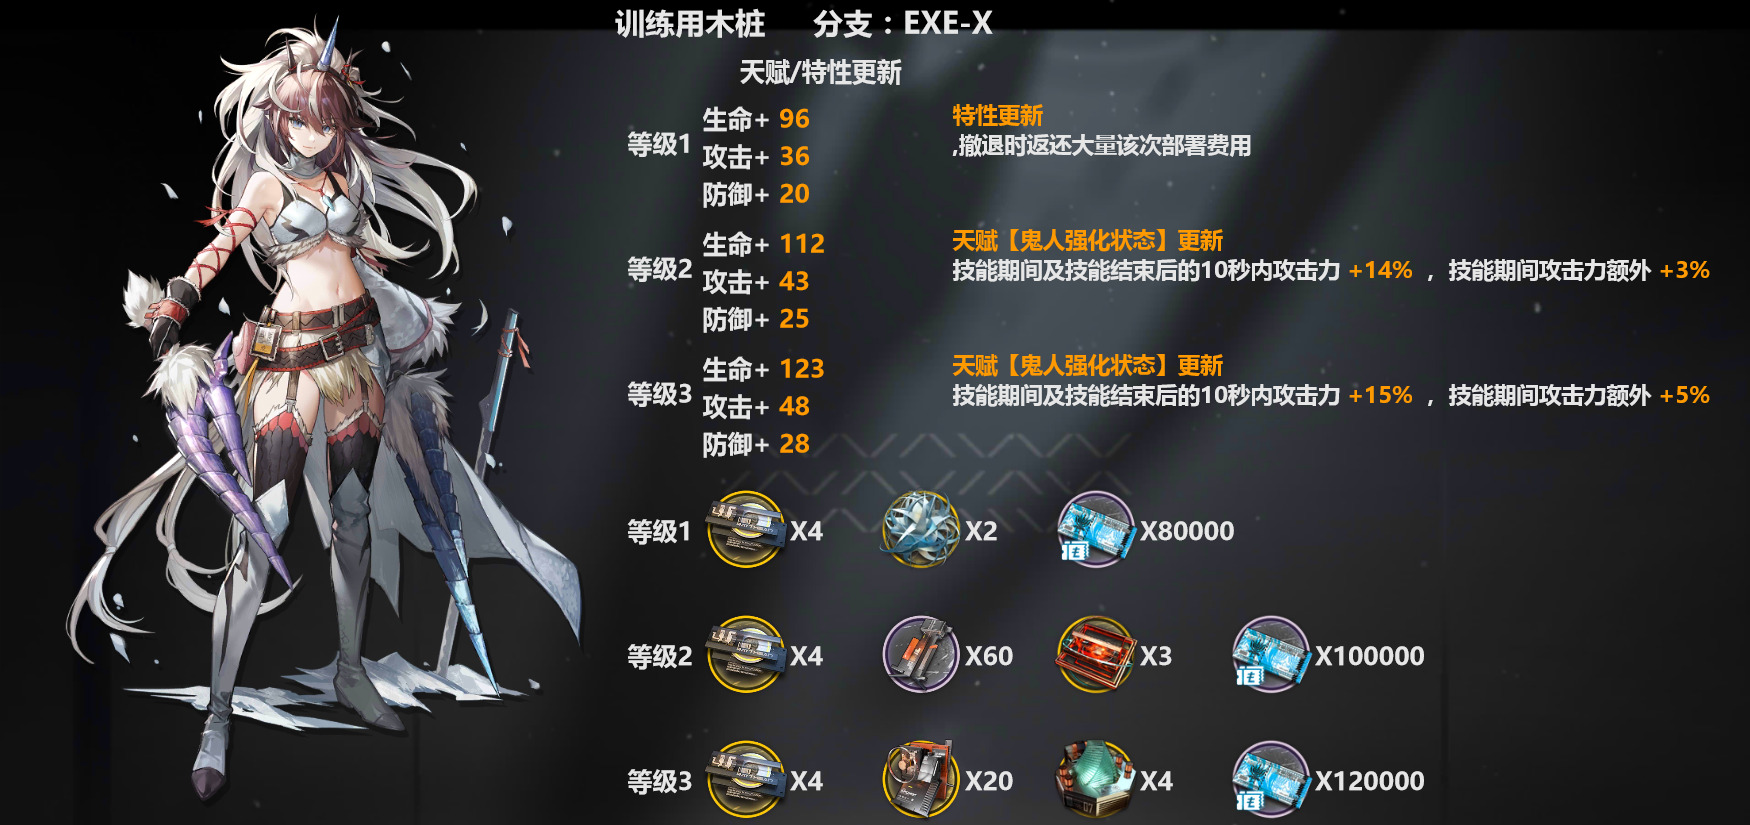 训练用木桩 分支：EXE-X
天赋/特性更新
等级1
生命+ 96
攻击+ 36
防御+ 20
特性更新
,撤退时返还大量该次部署费用
等级2
生命+ 112
攻击+ 43
防御+ 25
天赋【鬼人强化状态】更新
技能期间及技能结束后的10秒内攻击力 +14% ，技能期间攻击力额外 +3%
等级3
生命+ 123
攻击+ 48
防御+ 28
天赋【鬼人强化状态】更新
技能期间及技能结束后的10秒内攻击力 +15% ，技能期间攻击力额外 +5%
等级1 X4 X2 X80000
等级2 X4 X60 X3 X100000
等级3 X4 X20 X4 X120000